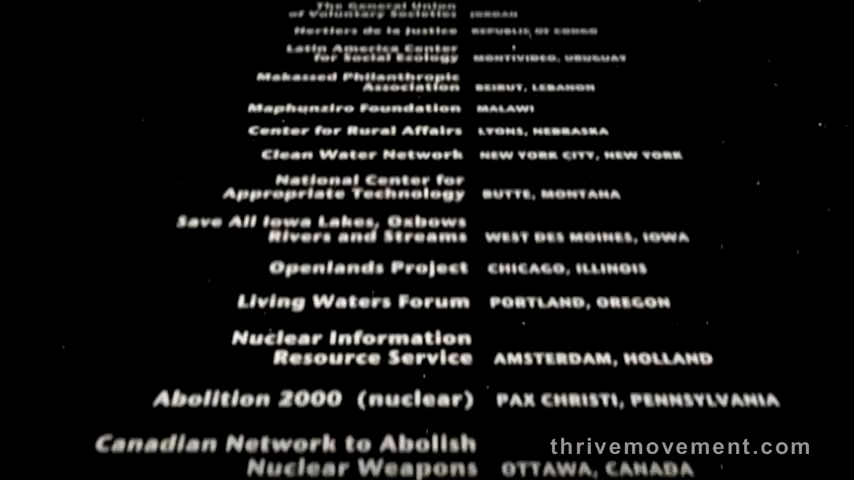 The General Union
of Voluntary Societies JORDAN
Heritiers de la Justice REPUBLIC OF CONGO
Latin America Center
for Social Ecology MONTIVIDEO, URUGUAY
Makassed Philanthropic
Association BEIRUT, LEBANON
Maphunziro Foundation MALAWI
Center for Rural Affairs LYONS, NEBRASKA
Clean Water Network NEW YORK CITY, NEW YORK
National Center for
Appropriate Technology BUTTE, MONTANA
Save All Iowa Lakes, Oxbows
Rivers and Streams WEST DES MOINES, IOWA
Openlands Project CHICAGO, ILLINOIS
Living Waters Forum PORTLAND, OREGON
Nuclear Information
Resource Service AMSTERDAM, HOLLAND
Abolition 2000 (nuclear) PAX CHRISTI, PENNSYLVANIA
Canadian Network to Abolish
Nuclear Weapons OTTAWA, CANADA
thrivemovement.com